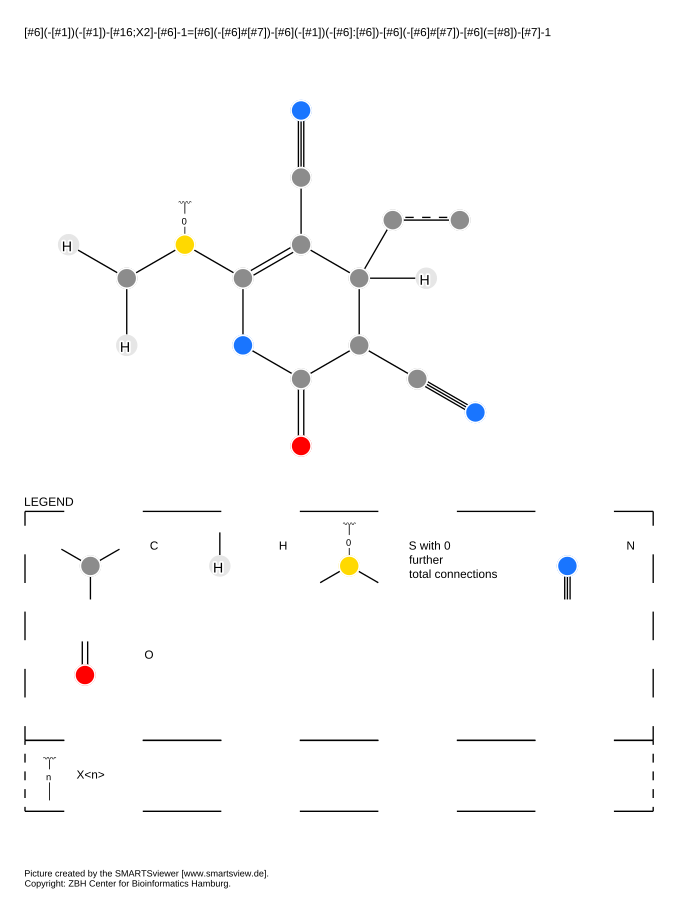 [#6](-[#1])(-[#1])-[#16;X2]-[#6]-1=[#6](-[#6]#[#7])-[#6](-[#1])(-[#6]:[#6])-[#6](-[#6]#[#7])-[#6](=[#8])-[#7]-1
0
H
H
H
LEGEND
0
C
H
S with 0
N
further
H
total connections
O
n
X<n>
Picture created by the SMARTSviewer [www.smartsview.de].
Copyright: ZBH Center for Bioinformatics Hamburg.